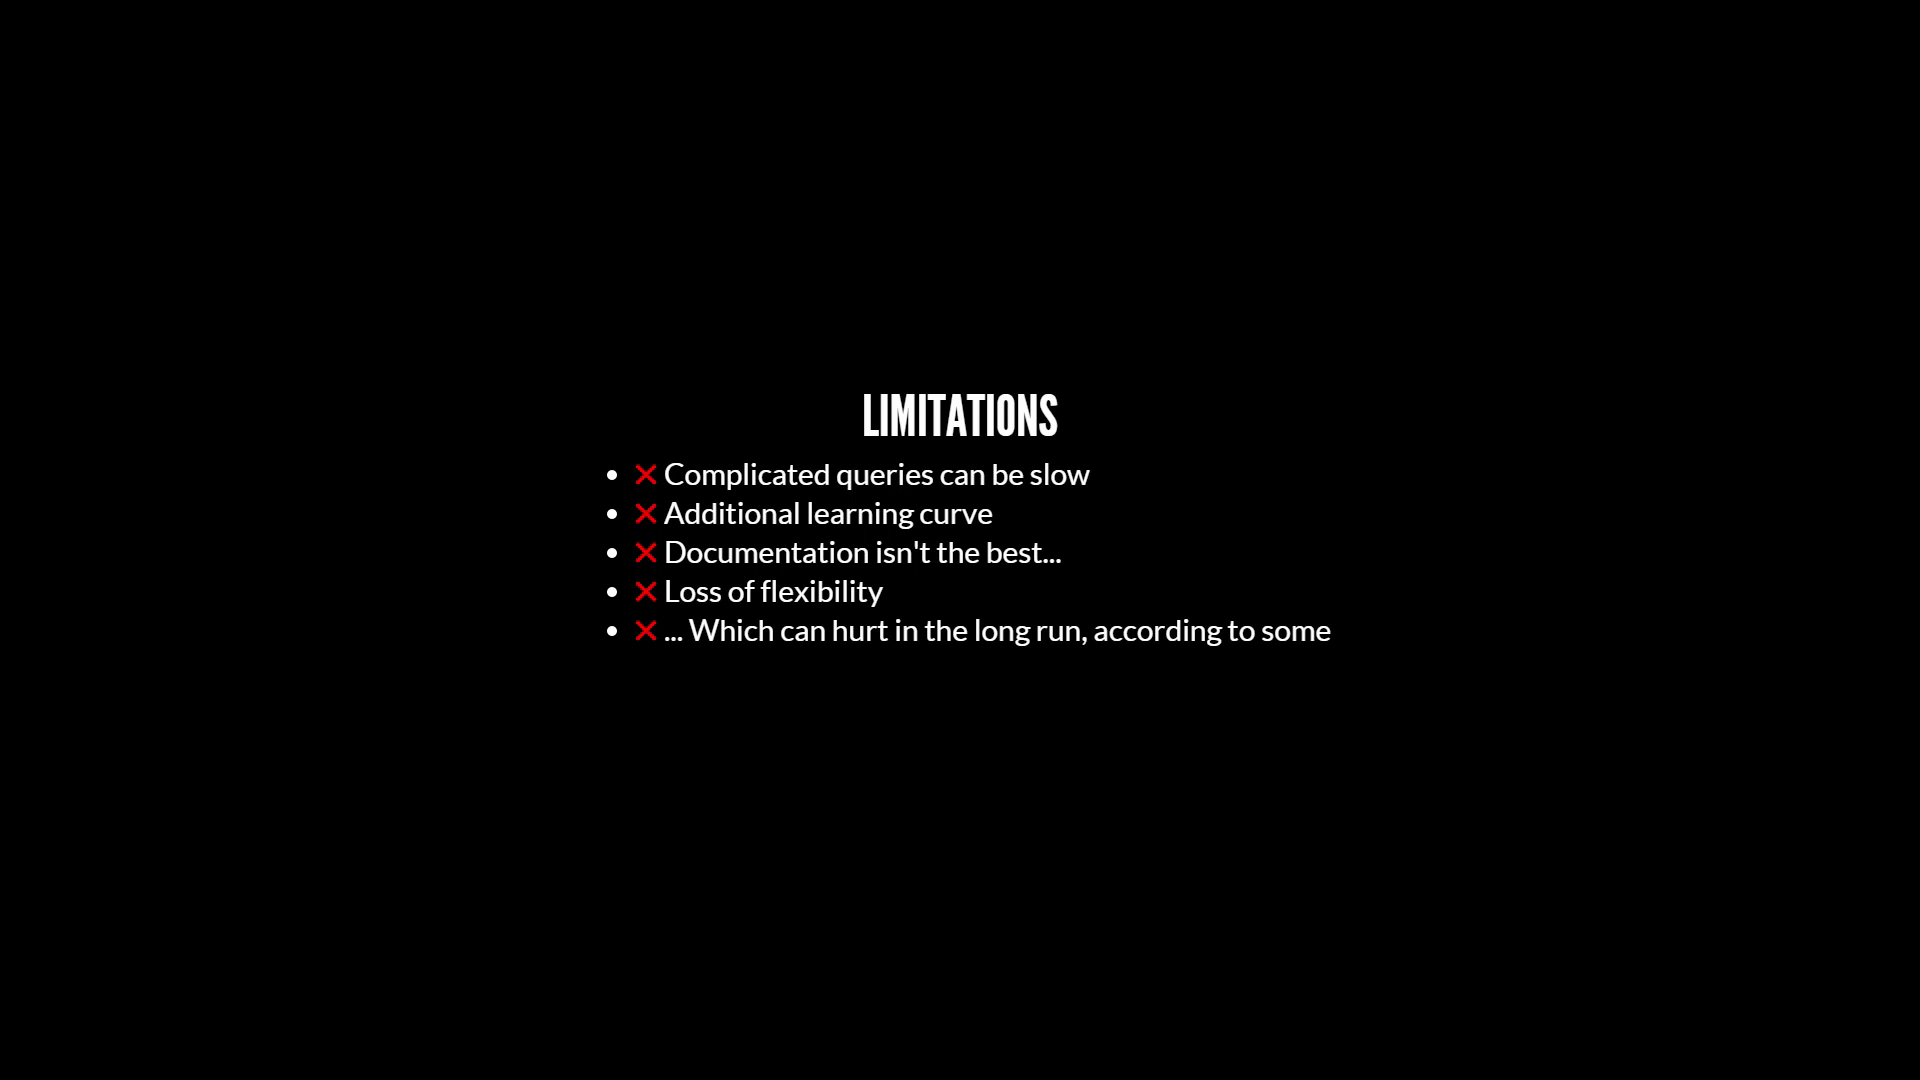 LIMITATIONS
• ❌ Complicated queries can be slow
• ❌ Additional learning curve
• ❌ Documentation isn't the best...
• ❌ Loss of flexibility
• ❌ ... Which can hurt in the long run, according to some